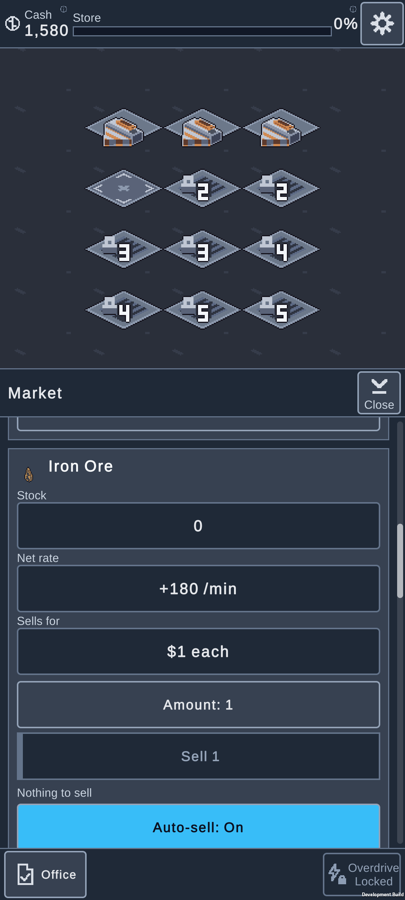 Cash
1,580
Store
0%
2
2
3
3
4
4
5
5
Market
Close
Iron Ore
Stock
0
Net rate
+180 /min
Sells for
$1 each
Amount: 1
Sell 1
Nothing to sell
Auto-sell: On
Office
Overdrive
Locked
Development Build